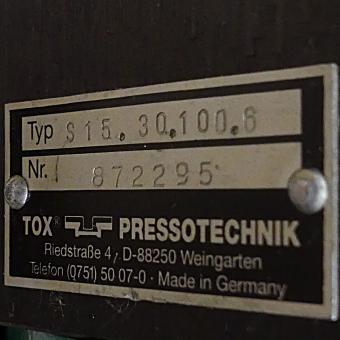 Typ S15.30.100.6
Nr. 872295
TOX® PRESSOTECHNIK
Riedstraße 4, D-88250 Weingarten
Telefon (0751) 50 07-0 · Made in Germany